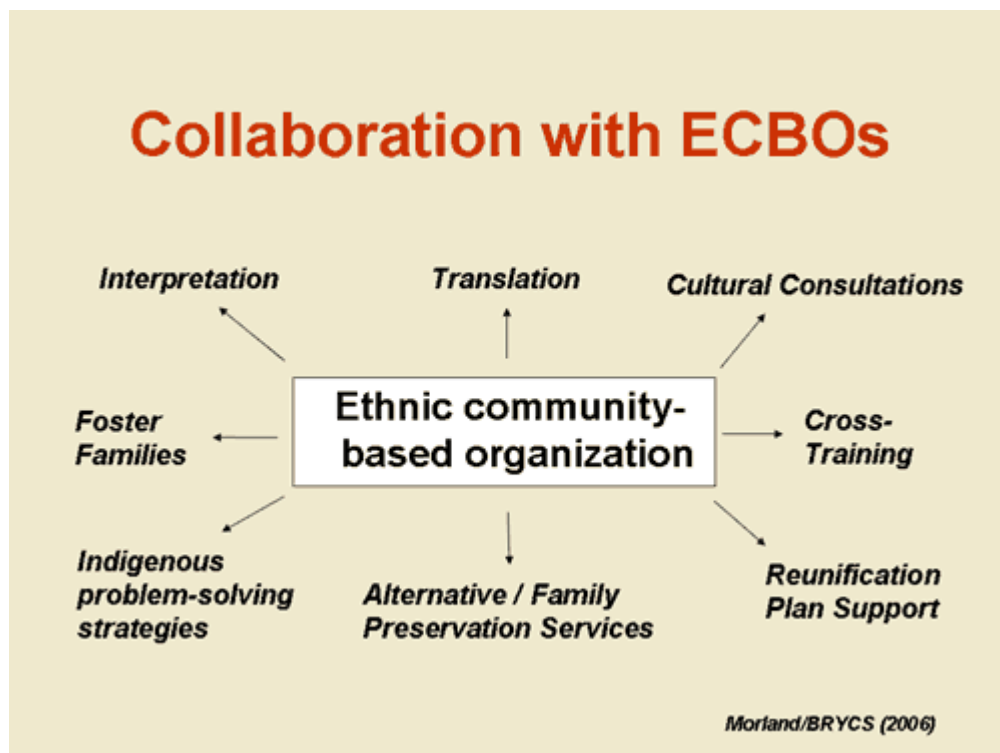 Collaboration with ECBOs
Interpretation
Translation
Cultural Consultations
Ethnic community-
based organization
Foster
Families
Cross-
Training
Indigenous
problem-solving
strategies
Alternative / Family
Preservation Services
Reunification
Plan Support
Morland/BRYCS (2006)